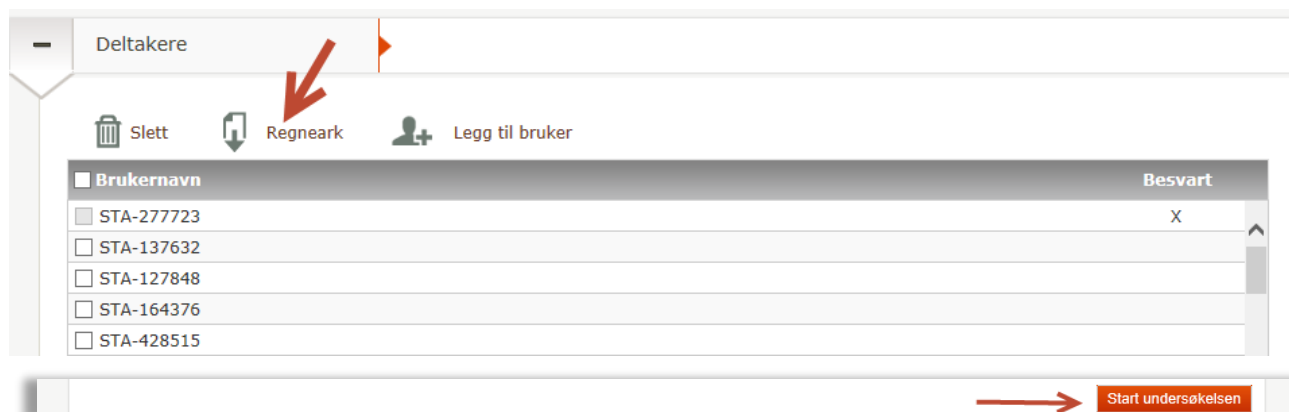 Deltakere
Slett Regneark Legg til bruker
Brukernavn Besvart
STA-277723 X
STA-137632
STA-127848
STA-164376
STA-428515
Start undersøkelsen